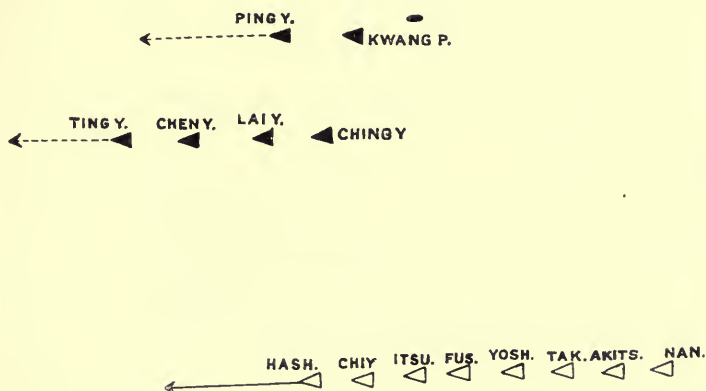 PING Y.
KWANG P.
TING Y. CHEN Y. LAI Y. CHING Y
HASH. CHIY ITSU. FUS. YOSH. TAK. AKITS. NAN.